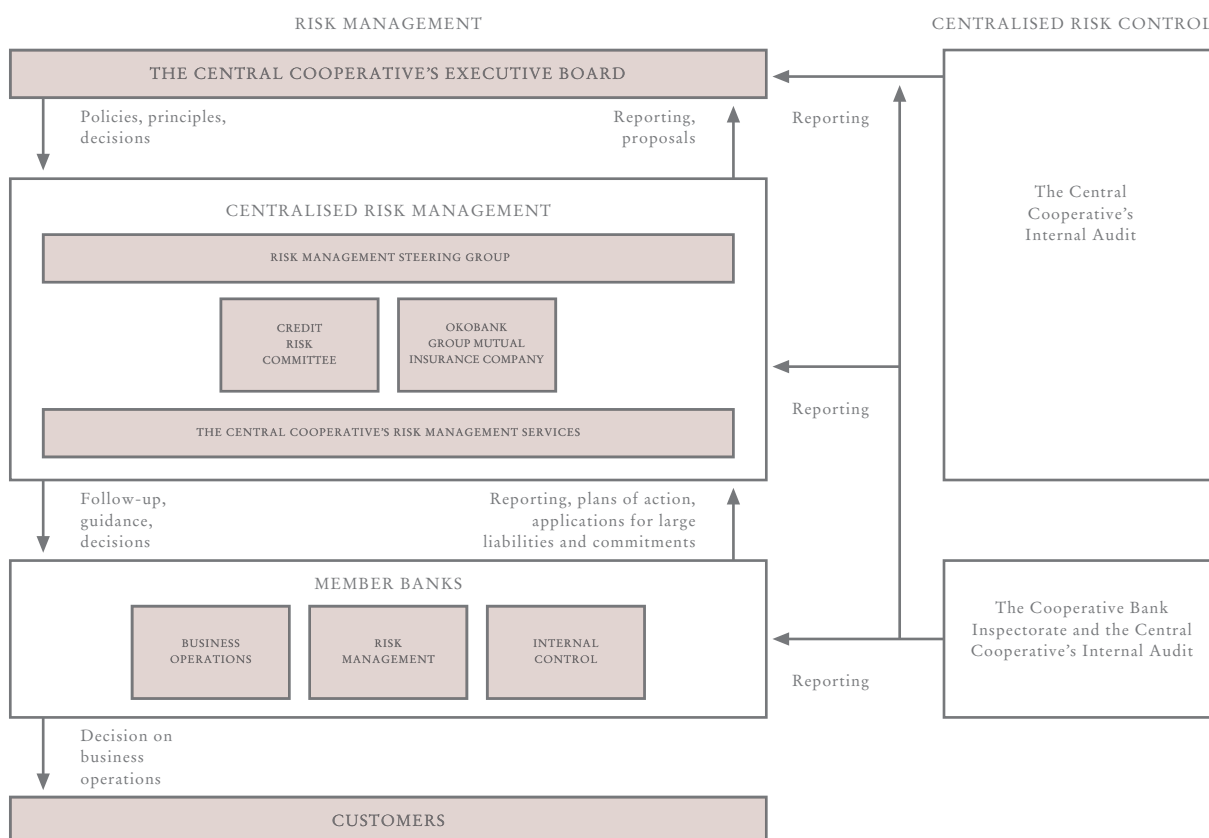 RISK MANAGEMENT
CENTRALISED RISK CONTROL
THE CENTRAL COOPERATIVE'S EXECUTIVE BOARD
Policies, principles,
decisions
Reporting,
proposals
Reporting
The Central
Cooperative's
Internal Audit
CENTRALISED RISK MANAGEMENT
RISK MANAGEMENT STEERING GROUP
CREDIT
RISK
COMMITTEE
OKOBANK
GROUP MUTUAL
INSURANCE COMPANY
Reporting
THE CENTRAL COOPERATIVE'S RISK MANAGEMENT SERVICES
Follow-up,
guidance,
decisions
Reporting, plans of action,
applications for large
liabilities and commitments
MEMBER BANKS
BUSINESS
OPERATIONS
RISK
MANAGEMENT
INTERNAL
CONTROL
The Cooperative Bank
Inspectorate and the Central
Cooperative's Internal Audit
Reporting
Decision on
business
operations
CUSTOMERS